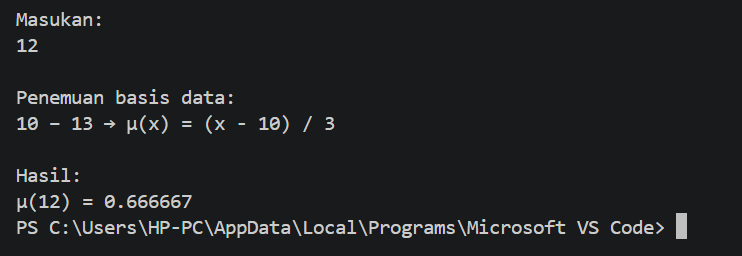 Masukan:
12
Penemuan basis data:
10 – 13 → μ(x) = (x - 10) / 3
Hasil:
μ(12) = 0.666667
PS C:\Users\HP-PC\AppData\Local\Programs\Microsoft VS Code>